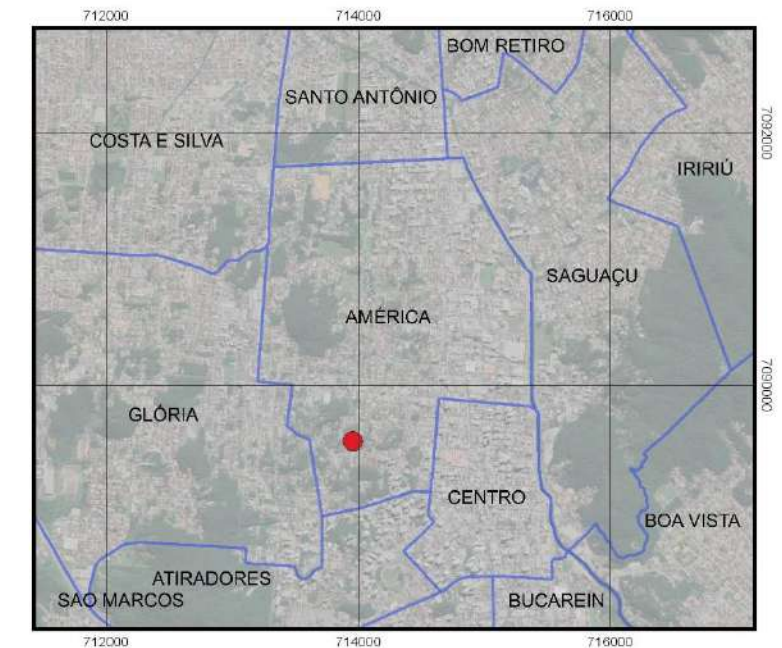 712000 714000 716000
BOM RETIRO
SANTO ANTÔNIO
7092000
COSTA E SILVA
IRIRIÚ
SAGUAÇU
AMÉRICA
7090000
GLÓRIA
CENTRO
BOA VISTA
ATIRADORES
SAO MARCOS
BUCAREIN
712000 714000 716000